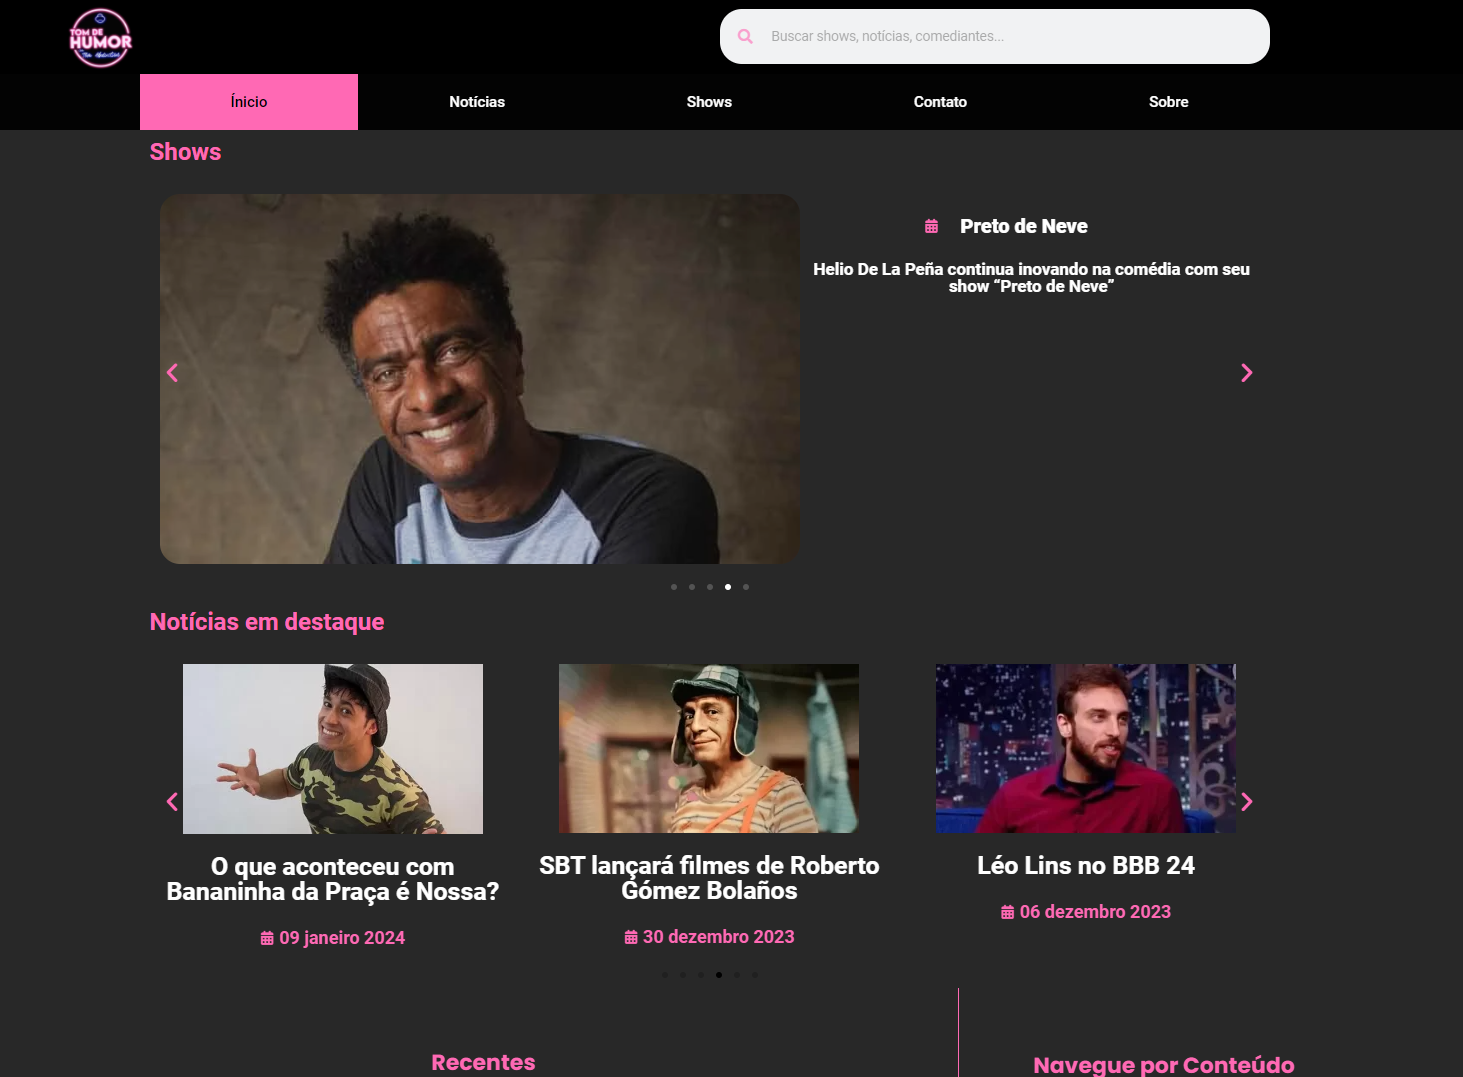 TOM DE
HUMOR
Buscar shows, notícias, comediantes...
Ínicio
Notícias
Shows
Contato
Sobre
Shows
Preto de Neve
Helio De La Peña continua inovando na comédia com seu
show “Preto de Neve”
Notícias em destaque
O que aconteceu com
Bananinha da Praça é Nossa?
09 janeiro 2024
SBT lançará filmes de Roberto
Gómez Bolaños
30 dezembro 2023
Léo Lins no BBB 24
06 dezembro 2023
Recentes
Navegue por Conteúdo